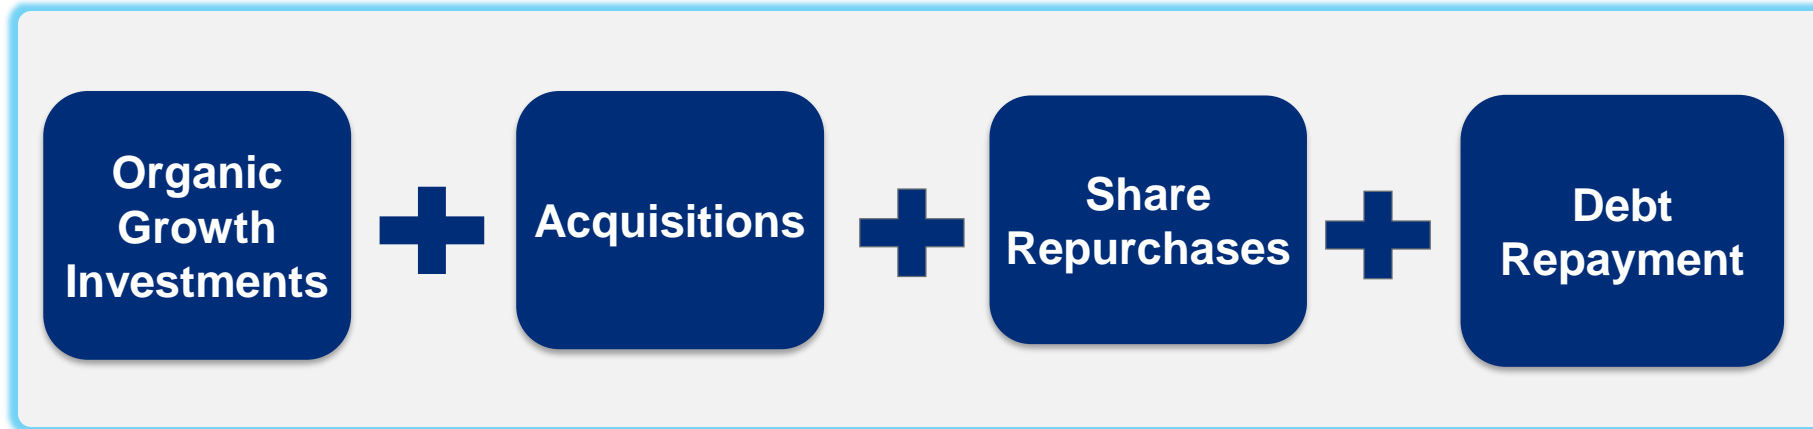 Organic
Growth
Investments
Acquisitions
Share
Repurchases
Debt
Repayment